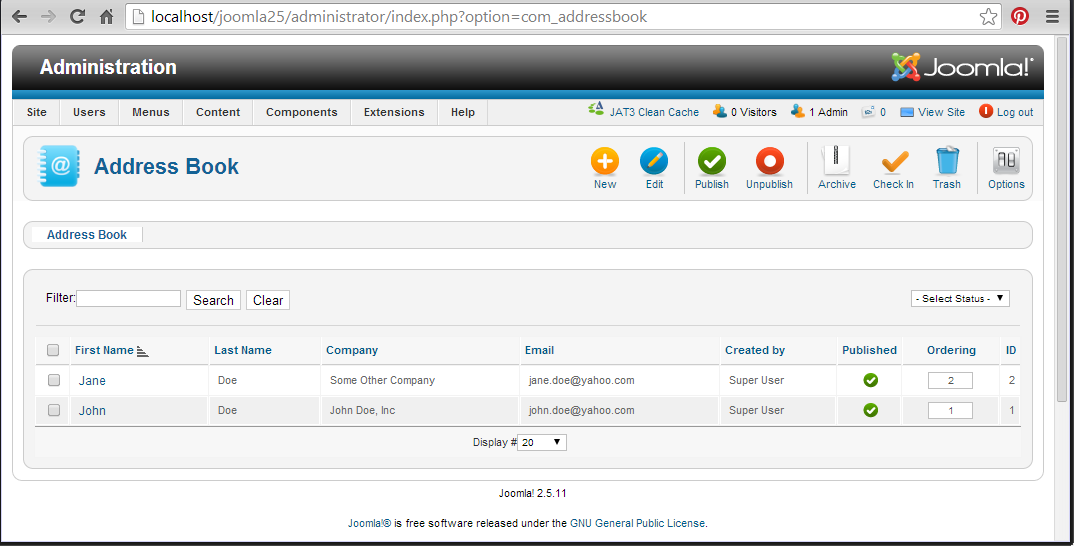 localhost/joomla25/administrator/index.php?option=com_addressbook
Administration
Joomla!®
Site Users Menus Content Components Extensions Help JAT3 Clean Cache 0 Visitors 1 Admin 0 View Site Log out
@ Address Book
New Edit Publish Unpublish Archive Check In Trash Options
Address Book
Filter: Search Clear - Select Status -
First Name Last Name Company Email Created by Published Ordering ID
Jane Doe Some Other Company jane.doe@yahoo.com Super User 2 2
John Doe John Doe, Inc john.doe@yahoo.com Super User 1 1
Display # 20
Joomla! 2.5.11
Joomla!® is free software released under the GNU General Public License.